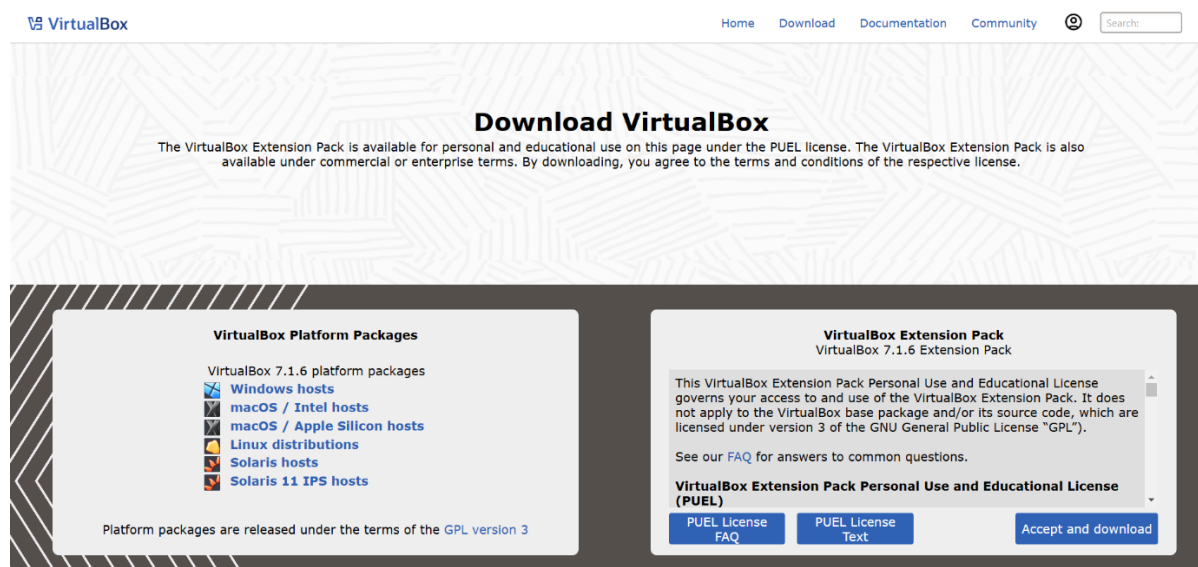 VirtualBox
Home Download Documentation Community Search:
Download VirtualBox
The VirtualBox Extension Pack is available for personal and educational use on this page under the PUEL license. The VirtualBox Extension Pack is also
available under commercial or enterprise terms. By downloading, you agree to the terms and conditions of the respective license.
VirtualBox Platform Packages
VirtualBox 7.1.6 platform packages
Windows hosts
macOS / Intel hosts
macOS / Apple Silicon hosts
Linux distributions
Solaris hosts
Solaris 11 IPS hosts
Platform packages are released under the terms of the GPL version 3
VirtualBox Extension Pack
VirtualBox 7.1.6 Extension Pack
This VirtualBox Extension Pack Personal Use and Educational License
governs your access to and use of the VirtualBox Extension Pack. It does
not apply to the VirtualBox base package and/or its source code, which are
licensed under version 3 of the GNU General Public License “GPL”).
See our FAQ for answers to common questions.
VirtualBox Extension Pack Personal Use and Educational License
(PUEL)
PUEL License
FAQ
PUEL License
Text
Accept and download